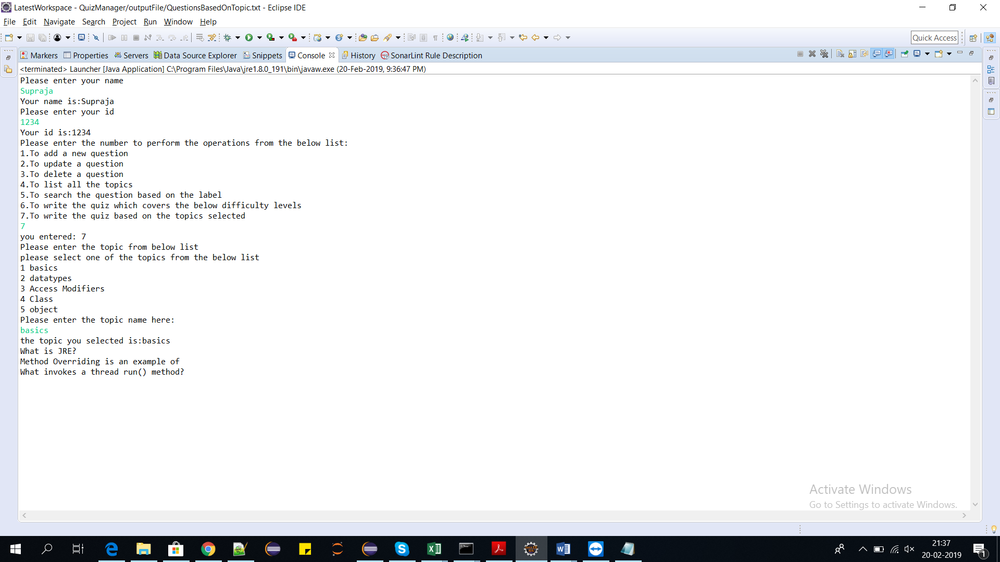 LatestWorkspace - QuizManager/outputFile/QuestionsBasedOnTopic.txt - Eclipse IDE
File Edit Navigate Search Project Run Window Help
Quick Access
Markers Properties Servers Data Source Explorer Snippets Console History SonarLint Rule Description
<terminated> Launcher [Java Application] C:\Program Files\Java\jre1.8.0_191\bin\javaw.exe (20-Feb-2019, 9:36:47 PM)
Please enter your name
Supraja
Your name is:Supraja
Please enter your id
1234
Your id is:1234
Please enter the number to perform the operations from the below list:
1.To add a new question
2.To update a question
3.To delete a question
4.To list all the topics
5.To search the question based on the label
6.To write the quiz which covers the below difficulty levels
7.To write the quiz based on the topics selected
7
you entered: 7
Please enter the topic from below list
please select one of the topics from the below list
1 basics
2 datatypes
3 Access Modifiers
4 Class
5 object
Please enter the topic name here:
basics
the topic you selected is:basics
What is JRE?
Method Overriding is an example of
What invokes a thread run() method?
Activate Windows
Go to Settings to activate Windows.
21:37
20-02-2019
1